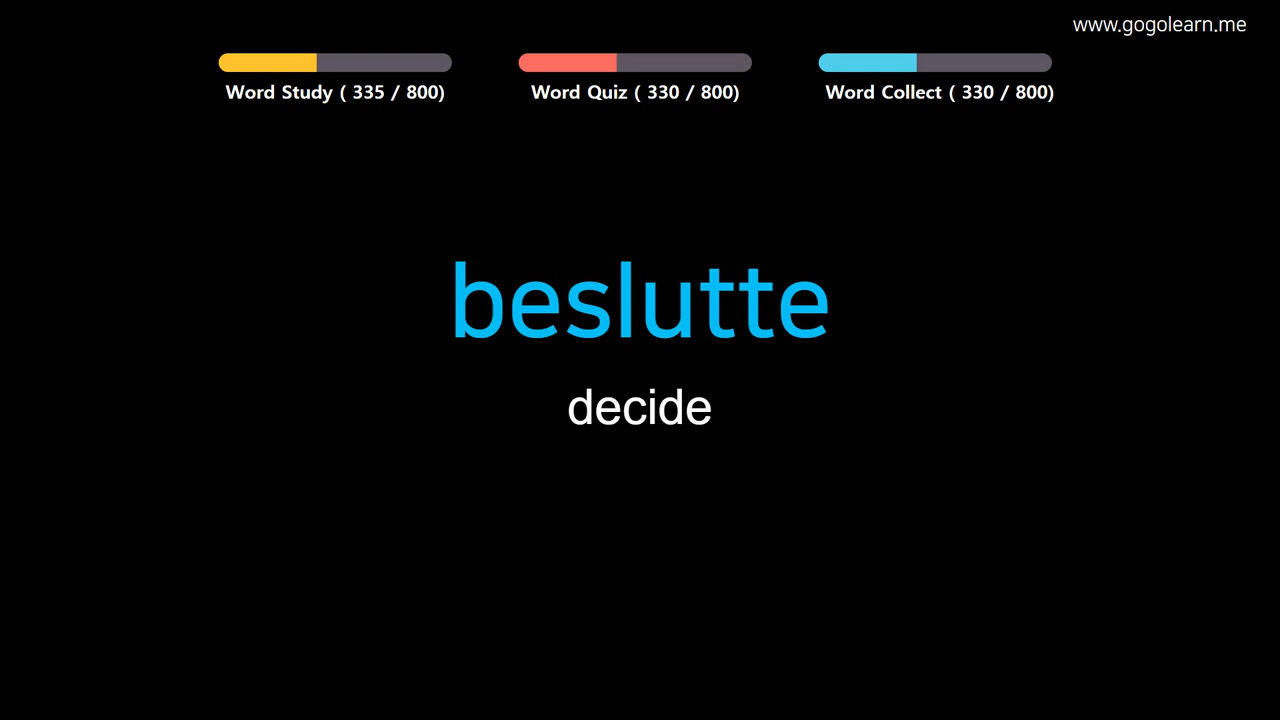 www.gogolearn.me
Word Study ( 335 / 800)
Word Quiz ( 330 / 800)
Word Collect ( 330 / 800)
beslutte
decide